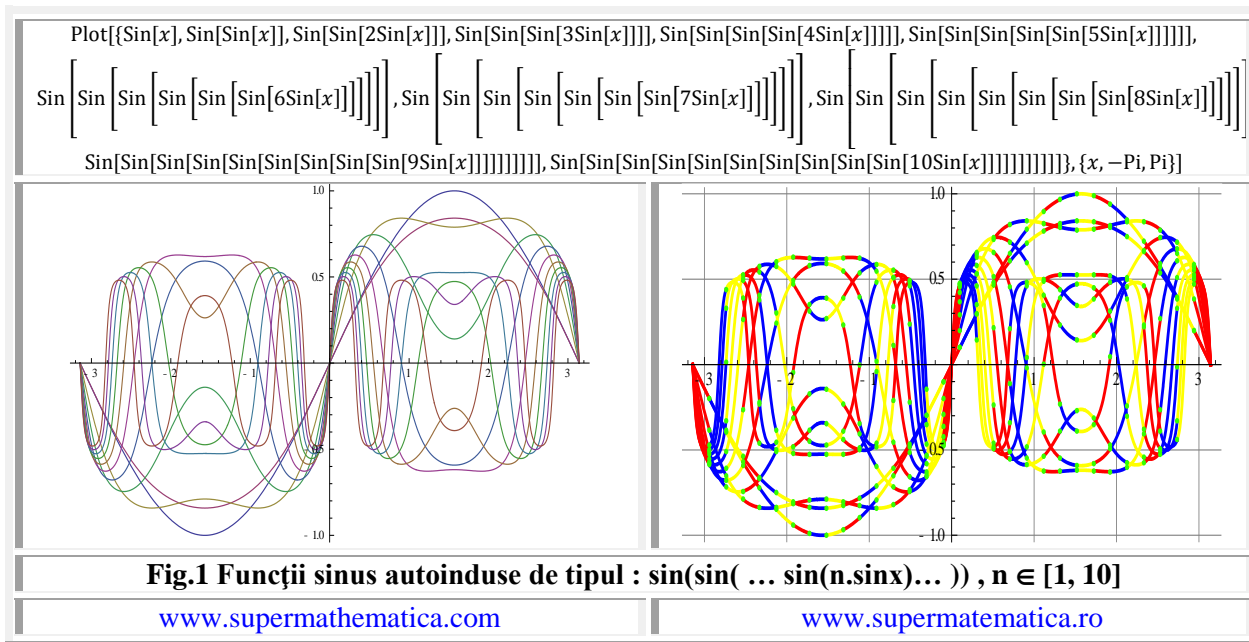 Plot[{Sin[x],Sin[Sin[x]],Sin[Sin[2Sin[x]]],Sin[Sin[Sin[3Sin[x]]]],Sin[Sin[Sin[Sin[4Sin[x]]]]],Sin[Sin[Sin[Sin[Sin[5Sin[x]]]]]],
Sin[Sin[Sin[Sin[Sin[Sin[6Sin[x]]]]]]],Sin[Sin[Sin[Sin[Sin[Sin[Sin[7Sin[x]]]]]]]],Sin[Sin[Sin[Sin[Sin[Sin[Sin[Sin[8Sin[x]]]]]]]]]
Sin[Sin[Sin[Sin[Sin[Sin[Sin[Sin[Sin[9Sin[x]]]]]]]]]],Sin[Sin[Sin[Sin[Sin[Sin[Sin[Sin[Sin[Sin[10Sin[x]]]]]]]]]]]},{x,−Pi,Pi}]
1.0
0.5
- 3 - 2 - 1 1 2 3
0.5
- 1.0
1.0
0.5
- 3 - 2 - 1 1 2 3
0.5
- 1.0
Fig.1 Funcţii sinus autoinduse de tipul : sin(sin( … sin(n.sinx)… )) , n ∈ [1, 10]
www.supermathematica.com
www.supermatematica.ro